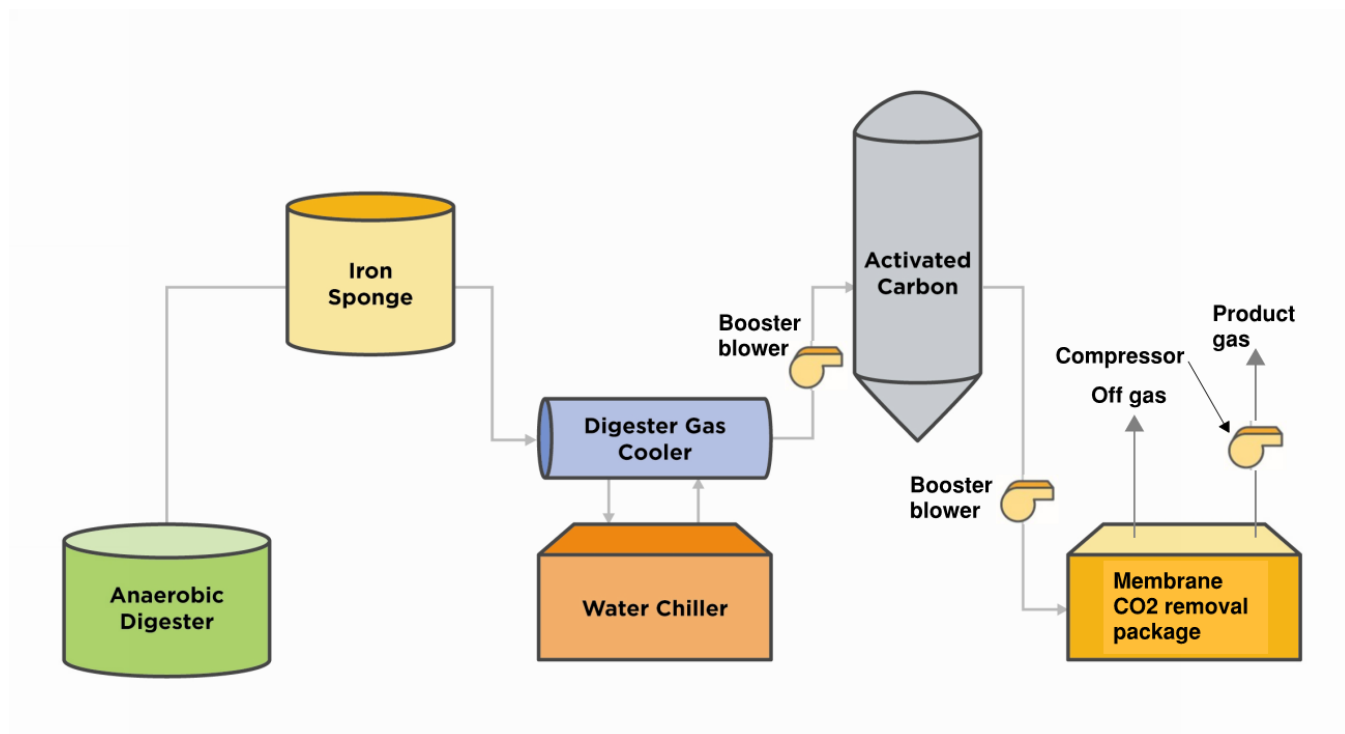 Iron
Sponge
Anaerobic
Digester
Digester Gas
Cooler
Water Chiller
Booster
blower
Activated
Carbon
Booster
blower
Compressor
Off gas
Product
gas
Membrane
CO2 removal
package